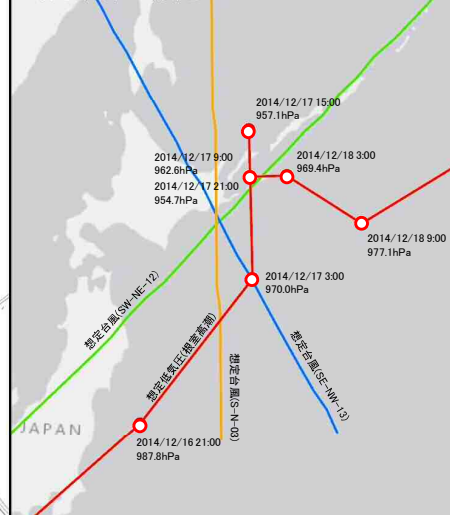 2014/12/17 15:00
957.1hPa
2014/12/17 9:00
962.6hPa
2014/12/17 21:00
954.7hPa
2014/12/18 3:00
969.4hPa
2014/12/18 9:00
977.1hPa
2014/12/17 3:00
970.0hPa
想定台風(SW-NE-12)
想定低気圧(根室高潮)
想定台風(S-N-03)
想定台風(SE-NW-13)
JAPAN
2014/12/16 21:00
987.8hPa